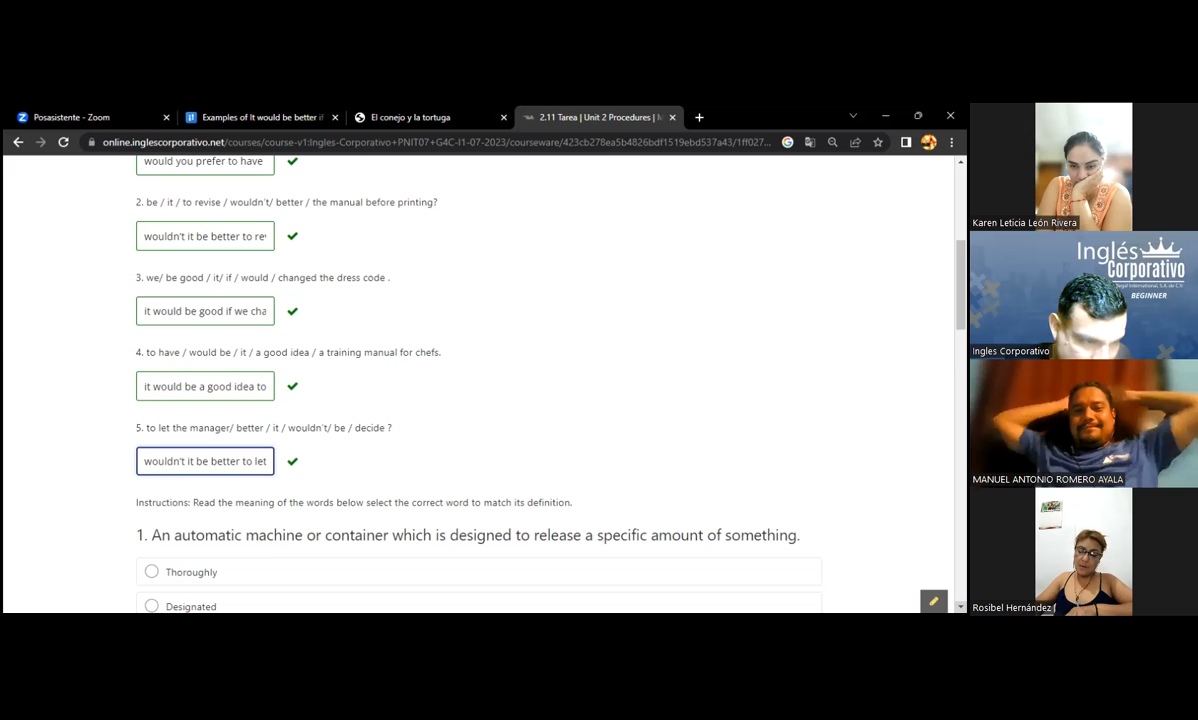 Posasistente - Zoom
Examples of It would be better if
El conejo y la tortuga
2.11 Tarea | Unit 2 Procedures |
online.inglescorporativo.net/courses/course-v1:Ingles-Corporativo+PNIT07+G4C-I1-07-2023/courseware/423cb278ea5b4826bdf1519ebd537a43/1ff027...
would you prefer to have
2. be / it / to revise / wouldn't/ better / the manual before printing?
wouldn't it be better to re
3. we/ be good / it/ if / would / changed the dress code .
it would be good if we cha
4. to have / would be / it / a good idea / a training manual for chefs.
it would be a good idea to
5. to let the manager/ better / it / wouldn't/ be / decide ?
wouldn't it be better to let
Instructions: Read the meaning of the words below select the correct word to match its definition.
1. An automatic machine or container which is designed to release a specific amount of something.
Thoroughly
Designated
Karen Leticia León Rivera
Inglés
Corporativo
Segal International, S.A. de C.V.
BEGINNER
Ingles Corporativo
MANUEL ANTONIO ROMERO AYALA
Rosibel Hernández